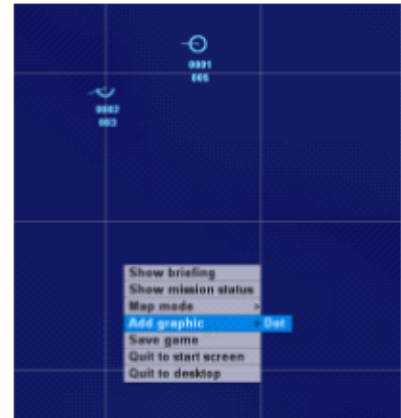 0001
005
0002
003
Show briefing
Show mission status
Map mode >
Add graphic > Dot
Save game
Quit to start screen
Quit to desktop